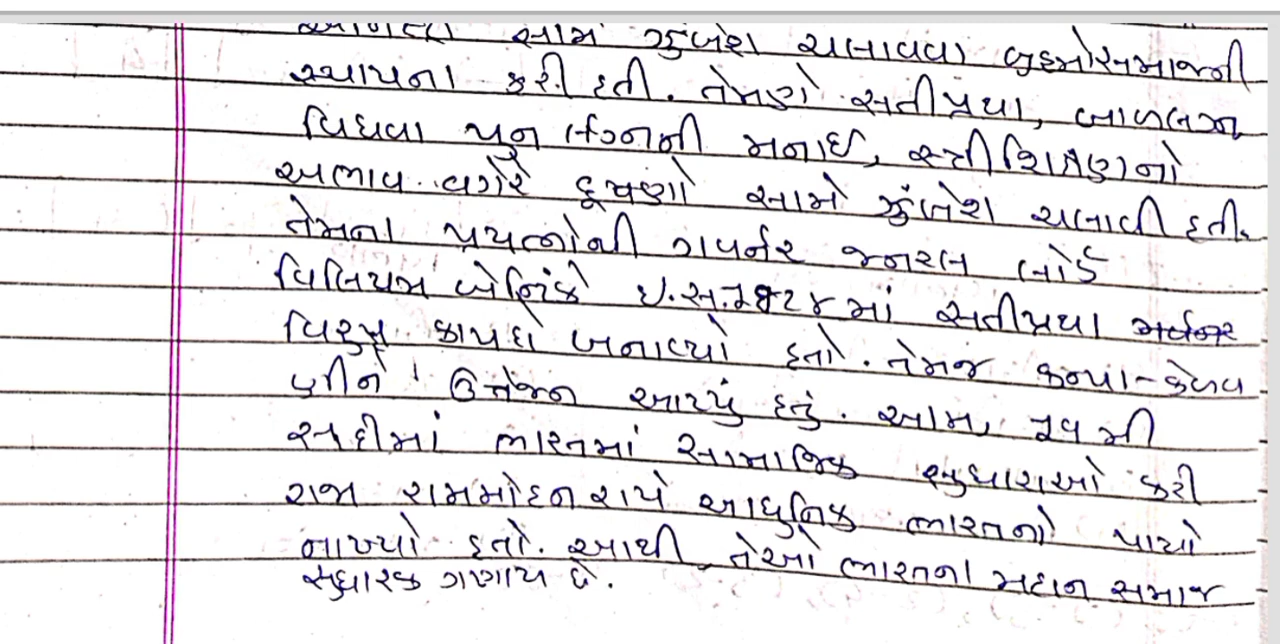 સામે ઝુંબેશ ચલાવવા બ્રહ્મોસમાજની
સ્થાપના કરી હતી. તેમણે સતીપ્રથા, બાળલગ્ન
વિધવા પુન ર્લગ્નની મનાઈ, સ્ત્રીશિક્ષણનો
અભાવ વગેરે દૂષણો સામે ઝુંબેશ ચલાવી હતી.
તેમના પ્રયત્નોથી ગવર્નર જનરલ લોર્ડ
વિલિયમ બેન્ટિંકે ઈ.સ.૧૮૨૯માં સતીપ્રથા
વિરુદ્ધ કાયદો બનાવ્યો હતો. તેમજ કન્યા-કેળવ
ણીને ઉત્તેજન આપ્યું હતું. આમ, ૧૯ મી
સદીમાં ભારતમાં સામાજિક સુધારાઓ કરી
રાજા રામમોહનરાયે આધુનિક ભારતનો પાયો
નાખ્યો હતો. આથી, તેઓ ભારતના મહાન સમાજ
સુધારક ગણાય છે.